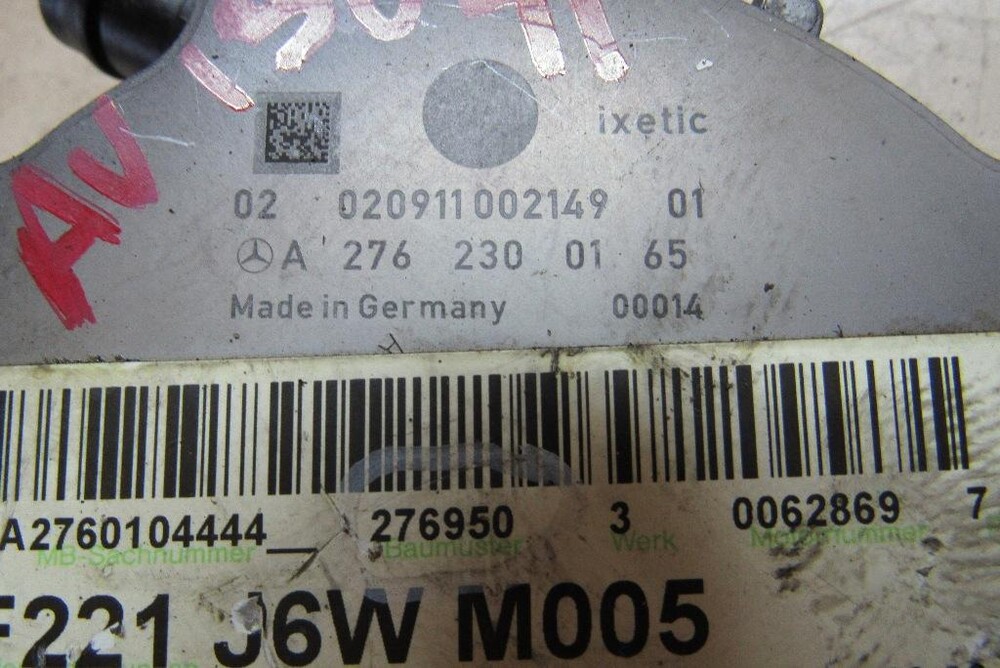 AV
ixetic
02 020911002149 01
A 276 230 01 65
Made in Germany 00014
A2760104444 276950 3 0062869 7
MB-Sachnummer Baumuster Werk Motornummer
F221 J6W M005